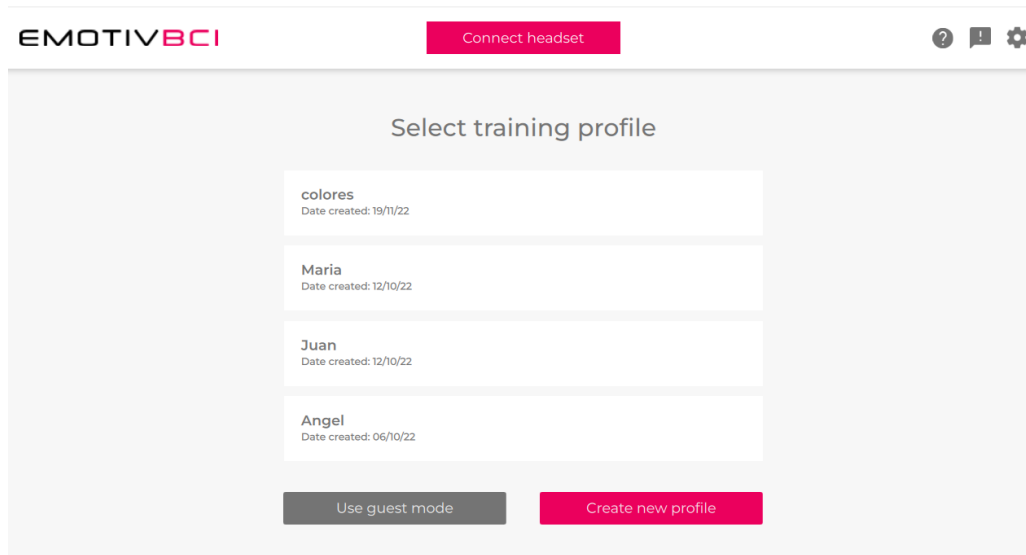 EMOTIVBCI
Connect headset
Select training profile
colores
Date created: 19/11/22
Maria
Date created: 12/10/22
Juan
Date created: 12/10/22
Angel
Date created: 06/10/22
Use guest mode
Create new profile